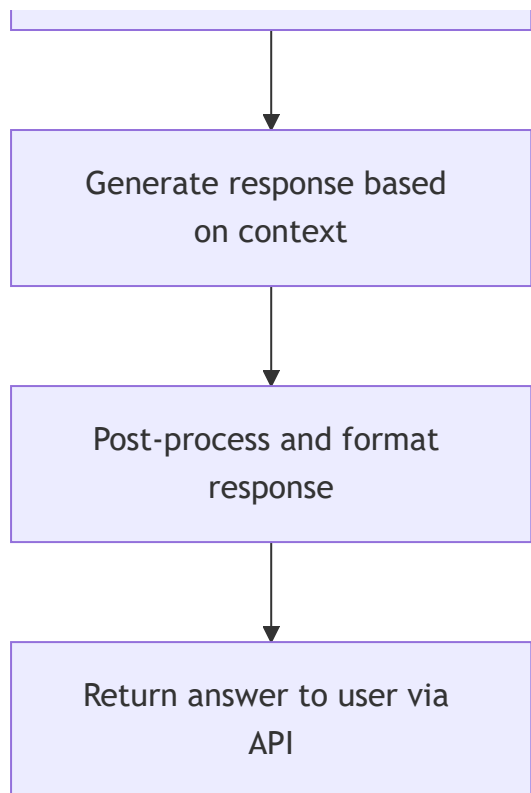 Generate response based
on context
Post-process and format
response
Return answer to user via
API